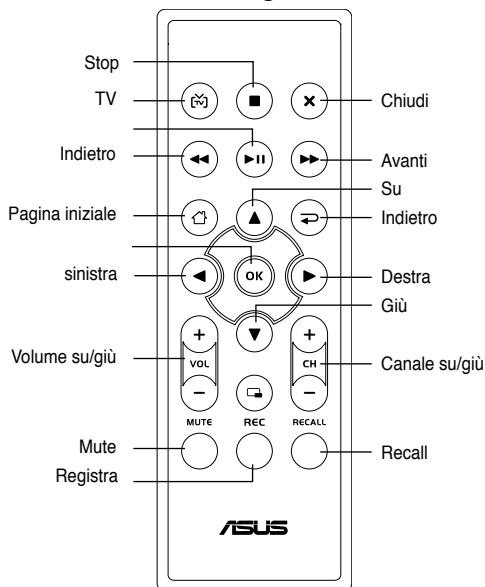 Stop
TV
Chiudi
Indietro
Avanti
Su
Pagina iniziale
Indietro
OK
sinistra
Destra
Giù
Volume su/giù
VOL
CH
Canale su/giù
MUTE
REC
RECALL
Mute
Recall
Registra
ASUS